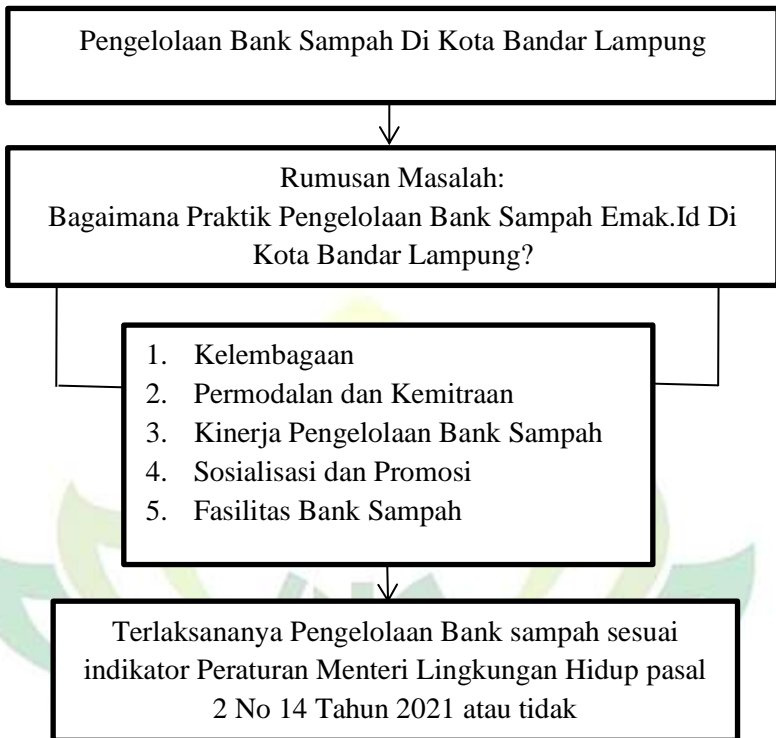 Pengelolaan Bank Sampah Di Kota Bandar Lampung
Rumusan Masalah:
Bagaimana Praktik Pengelolaan Bank Sampah Emak.Id Di
Kota Bandar Lampung?
1. Kelembagaan
2. Permodalan dan Kemitraan
3. Kinerja Pengelolaan Bank Sampah
4. Sosialisasi dan Promosi
5. Fasilitas Bank Sampah
Terlaksananya Pengelolaan Bank sampah sesuai
indikator Peraturan Menteri Lingkungan Hidup pasal
2 No 14 Tahun 2021 atau tidak